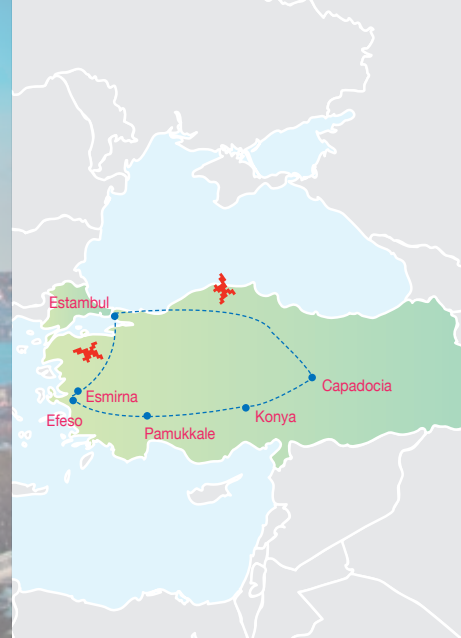 Estambul
Capadocia
Esmirna
Efeso
Konya
Pamukkale